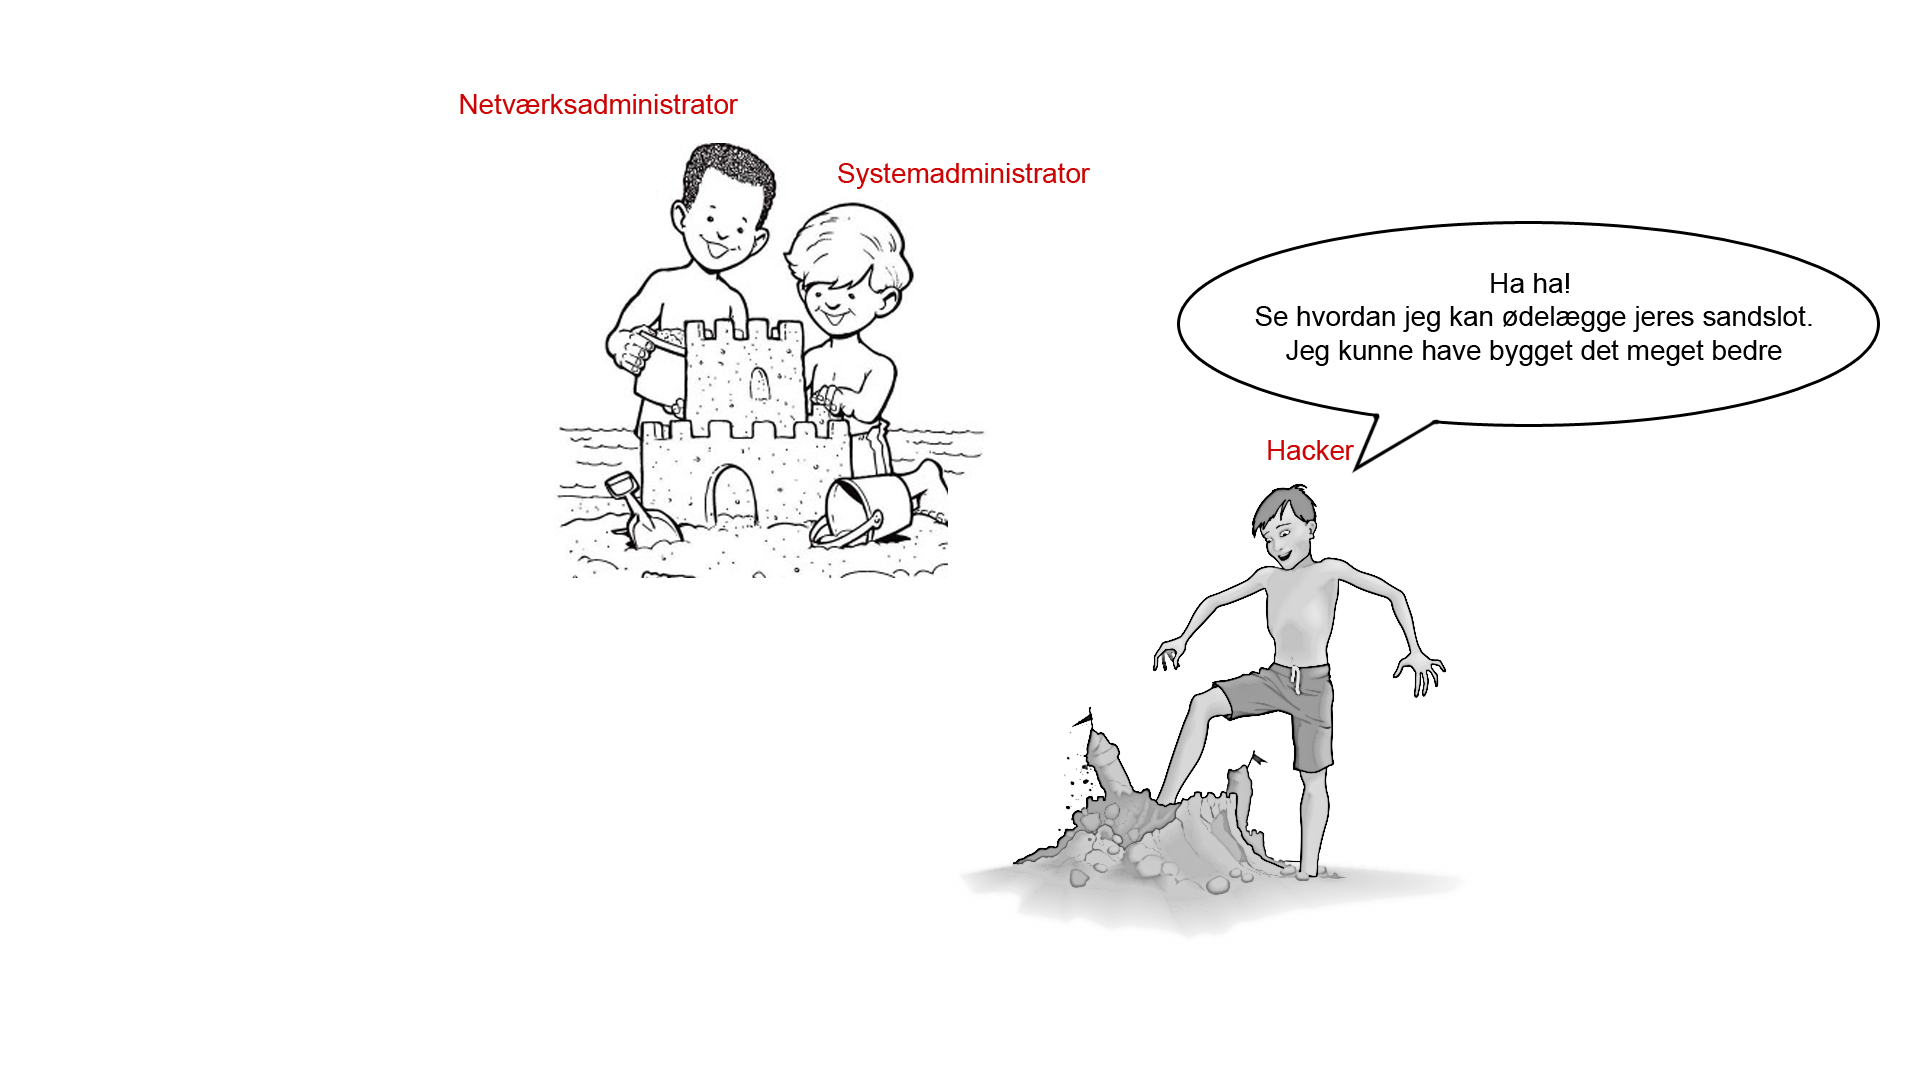 Netværksadministrator
Systemadministrator
Ha ha!
Se hvordan jeg kan ødelægge jeres sandslot.
Jeg kunne have bygget det meget bedre
Hacker